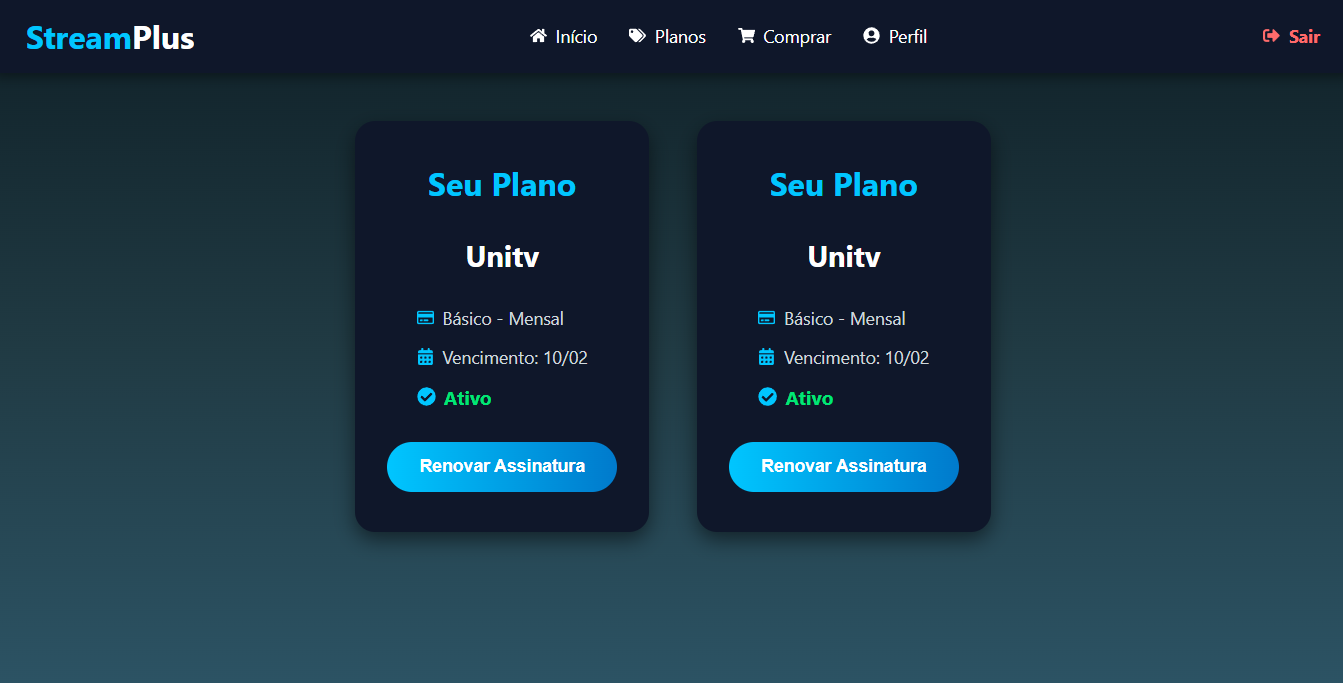 StreamPlus
Início Planos Comprar Perfil
Sair
Seu Plano
Unitv
Básico - Mensal
Vencimento: 10/02
Ativo
Renovar Assinatura
Seu Plano
Unitv
Básico - Mensal
Vencimento: 10/02
Ativo
Renovar Assinatura